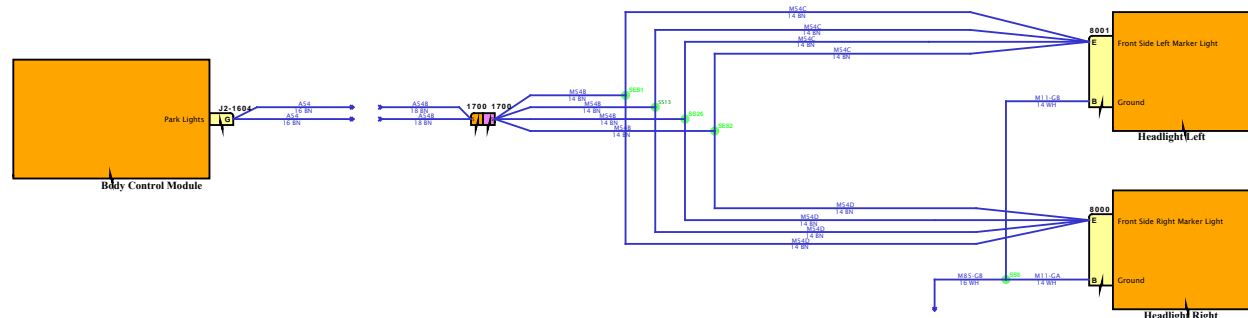 M54C
14 BN
M54C
14 BN
M54C
14 BN
M54C
14 BN
8001
E
Front Side Left Marker Light
B
Ground
Headlight Left
M11-GB
14 WH
Park Lights
J2-1604
G
Body Control Module
A54
16 BN
A54
16 BN
A54B
18 BN
A54B
18 BN
1700 1700
M54B
14 BN
M54B
14 BN
M54B
14 BN
M54B
14 BN
SES1
SS13
SS26
SES2
M54D
14 BN
M54D
14 BN
M54D
14 BN
M54D
14 BN
8000
E
Front Side Right Marker Light
B
Ground
Headlight Right
M85-GB
16 WH
M11-GA
14 WH